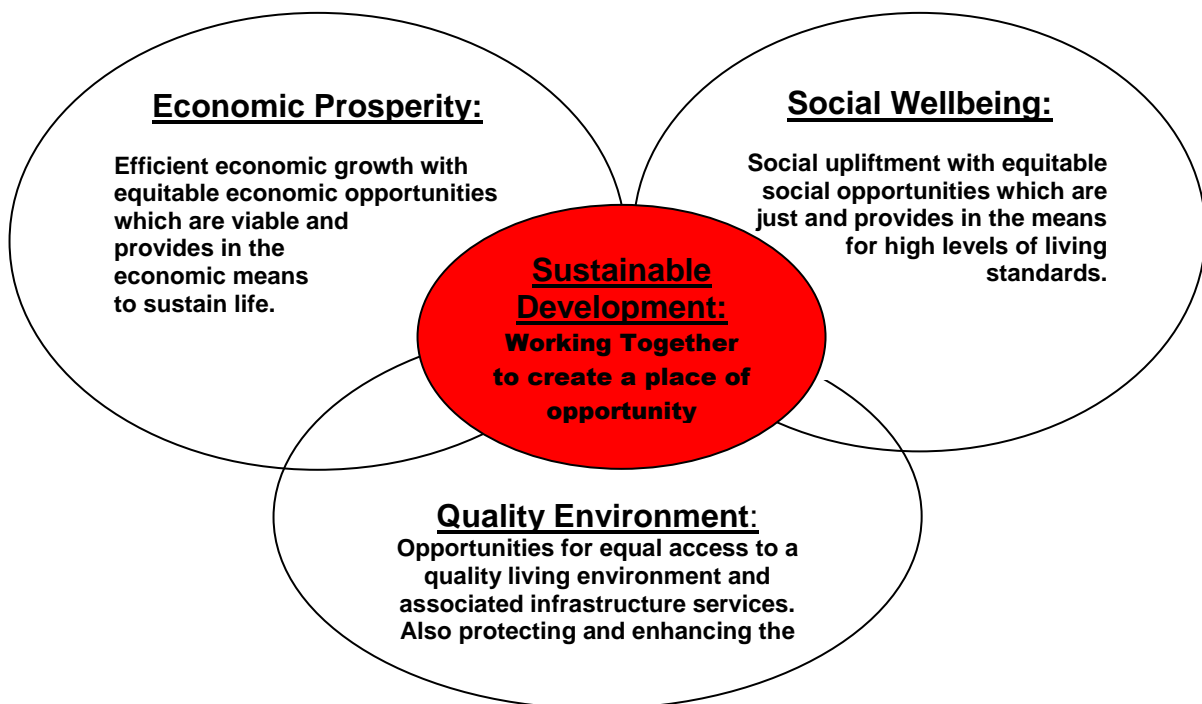 Economic Prosperity:
Efficient economic growth with
equitable economic opportunities
which are viable and
provides in the
economic means
to sustain life.
Social Wellbeing:
Social upliftment with equitable
social opportunities which are
just and provides in the means
for high levels of living
standards.
Sustainable
Development:
Working Together
to create a place of
opportunity
Quality Environment:
Opportunities for equal access to a
quality living environment and
associated infrastructure services.
Also protecting and enhancing the